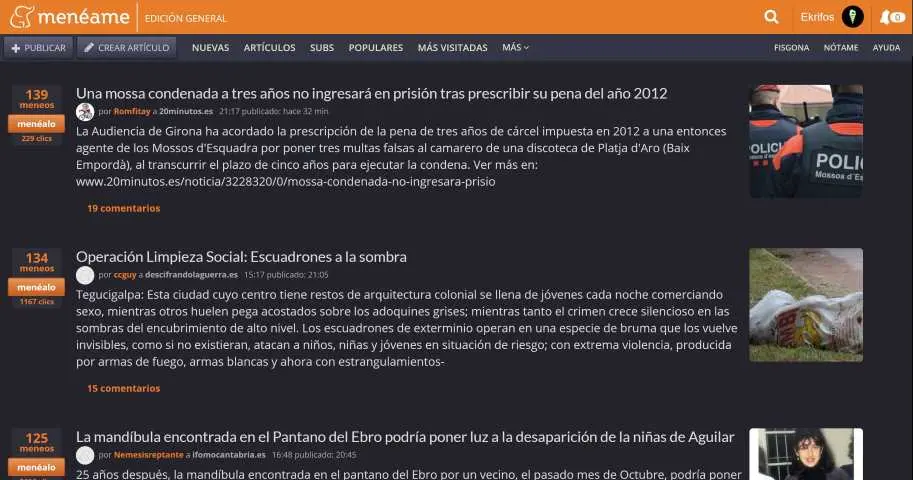 menéame EDICIÓN GENERAL Ekrifos 0
PUBLICAR CREAR ARTÍCULO NUEVAS ARTÍCULOS SUBS POPULARES MÁS VISITADAS MÁS FISGONA NÓTAME AYUDA
139 meneos
menéalo
229 clics
Una mossa condenada a tres años no ingresará en prisión tras prescribir su pena del año 2012
por Romfitay a 20minutos.es 21:17 publicado: hace 32 min
La Audiencia de Girona ha acordado la prescripción de la pena de tres años de cárcel impuesta en 2012 a una entonces
agente de los Mossos d'Esquadra por poner tres multas falsas al camarero de una discoteca de Platja d'Aro (Baix
Empordà), al transcurrir el plazo de cinco años para ejecutar la condena. Ver más en:
www.20minutos.es/noticia/3228320/0/mossa-condenada-no-ingresara-prisio
19 comentarios
POLICI
POLI
Mossos d'Es
134 meneos
menéalo
1167 clics
Operación Limpieza Social: Escuadrones a la sombra
por ccguy a descifrandolaguerra.es 15:17 publicado: 21:05
Tegucigalpa: Esta ciudad cuyo centro tiene restos de arquitectura colonial se llena de jóvenes cada noche comerciando
sexo, mientras otros huelen pega acostados sobre los adoquines grises; mientras tanto el crimen crece silencioso en las
sombras del encubrimiento de alto nivel. Los escuadrones de exterminio operan en una especie de bruma que los vuelve
invisibles, como si no existieran, atacan a niños, niñas y jóvenes en situación de riesgo; con extrema violencia, producida
por armas de fuego, armas blancas y ahora con estrangulamientos-
15 comentarios
125 meneos
menéalo
La mandíbula encontrada en el Pantano del Ebro podría poner luz a la desaparición de la niñas de Aguilar
por Nemesisreptante a ifomocantabria.es 16:48 publicado: 20:45
25 años después, la mandíbula encontrada en el pantano del Ebro por un vecino, el pasado mes de Octubre, podría poner